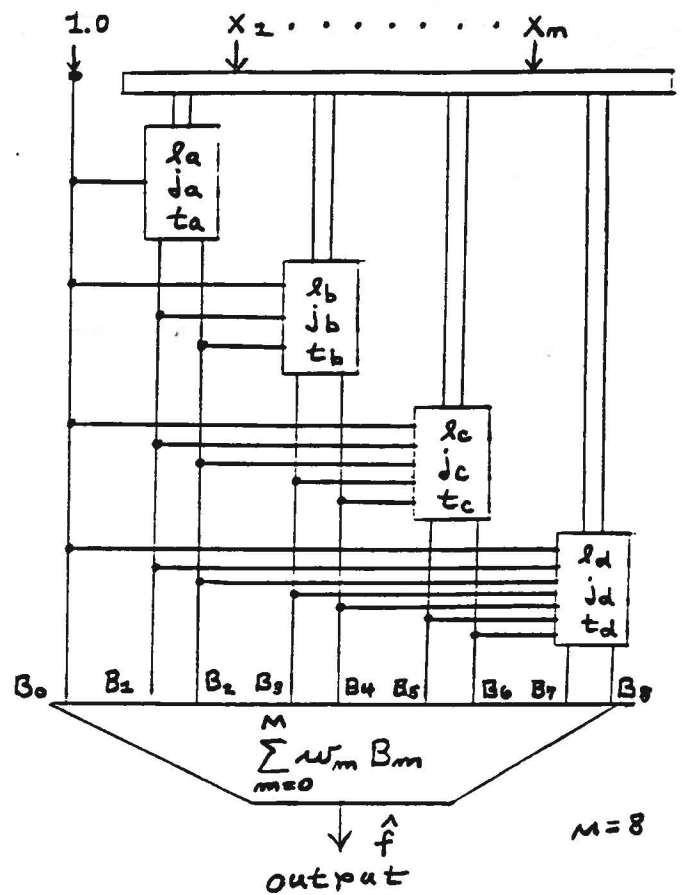 1.0 X₁ · · · · · · · Xₘ
ℓa
ja
ta
ℓb
jb
tb
ℓc
jc
tc
ℓd
jd
td
B₀ B₁ B₂ B₃ B₄ B₅ B₆ B₇ B₈
M
∑ wₘ Bₘ
m=0
f̂
M=8
output